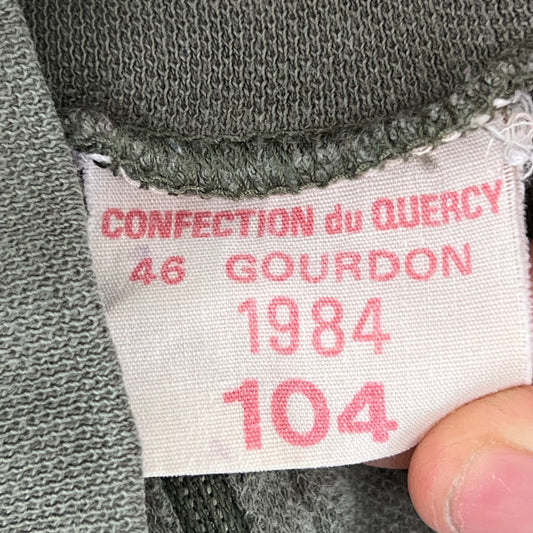 CONFECTION du QUERCY
46 GOURDON
1984
104